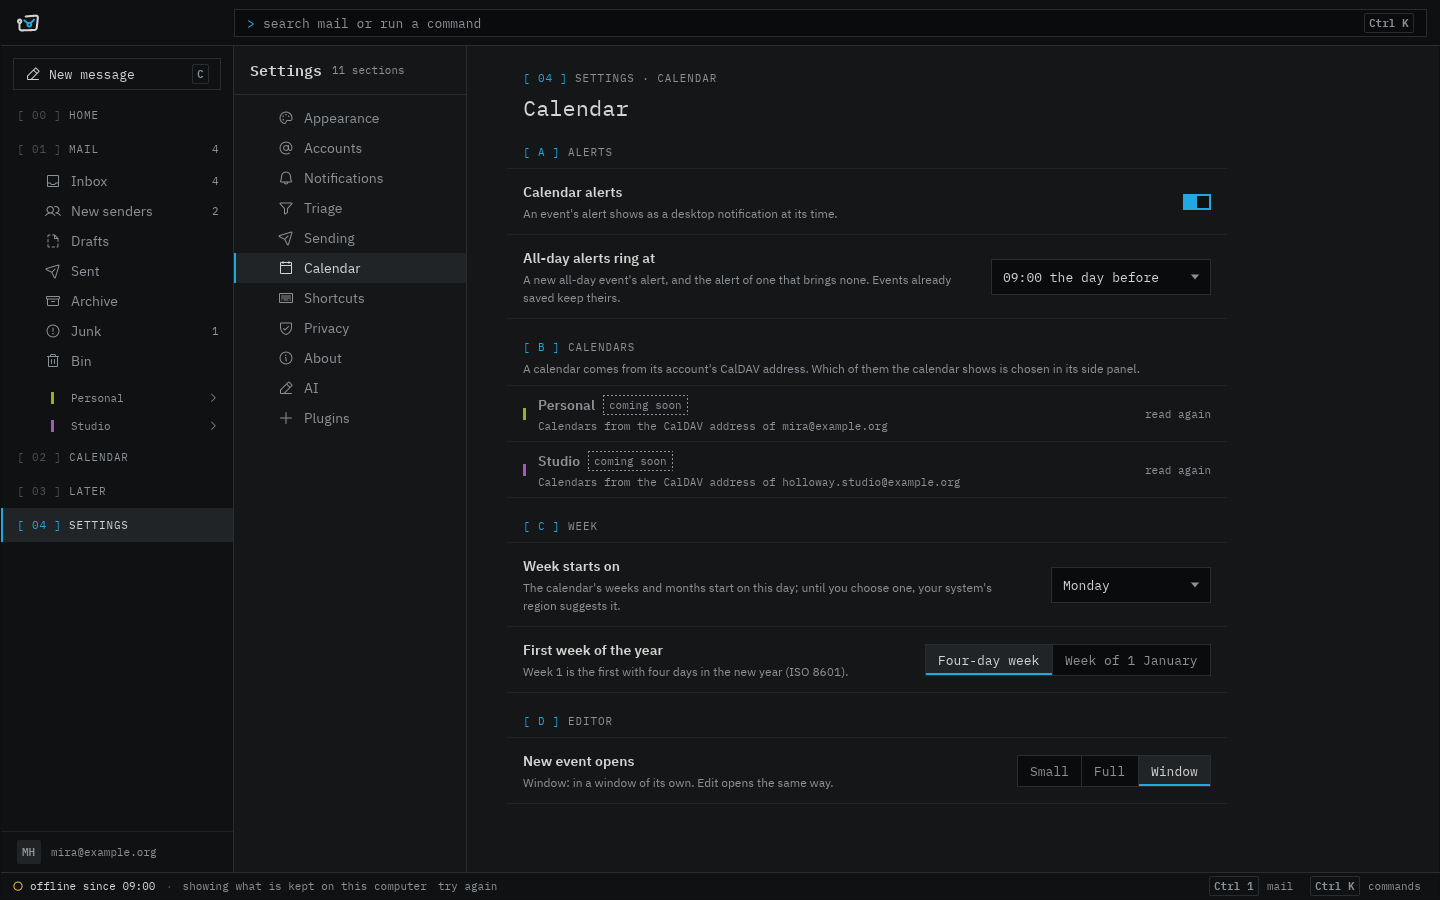 > search mail or run a command Ctrl K
New message C
[ 00 ] HOME
[ 01 ] MAIL 4
Inbox 4
New senders 2
Drafts
Sent
Archive
Junk 1
Bin
Personal
Studio
[ 02 ] CALENDAR
[ 03 ] LATER
[ 04 ] SETTINGS
MH mira@example.org
Settings 11 sections
Appearance
Accounts
Notifications
Triage
Sending
Calendar
Shortcuts
Privacy
About
AI
Plugins
[ 04 ] SETTINGS · CALENDAR
Calendar
[ A ] ALERTS
Calendar alerts
An event's alert shows as a desktop notification at its time.
All-day alerts ring at
A new all-day event's alert, and the alert of one that brings none. Events already
saved keep theirs.
09:00 the day before
[ B ] CALENDARS
A calendar comes from its account's CalDAV address. Which of them the calendar shows is chosen in its side panel.
Personal coming soon
Calendars from the CalDAV address of mira@example.org
read again
Studio coming soon
Calendars from the CalDAV address of holloway.studio@example.org
read again
[ C ] WEEK
Week starts on
The calendar's weeks and months start on this day; until you choose one, your system's
region suggests it.
Monday
First week of the year
Week 1 is the first with four days in the new year (ISO 8601).
Four-day week Week of 1 January
[ D ] EDITOR
New event opens
Window: in a window of its own. Edit opens the same way.
Small Full Window
offline since 09:00 · showing what is kept on this computer try again
Ctrl 1 mail Ctrl K commands